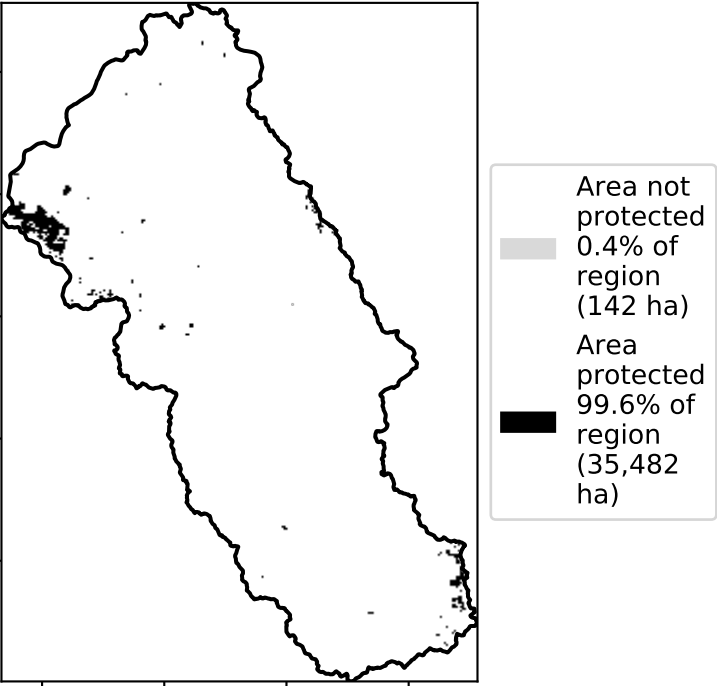 Area not
protected
0.4% of
region
(142 ha)
Area
protected
99.6% of
region
(35,482
ha)